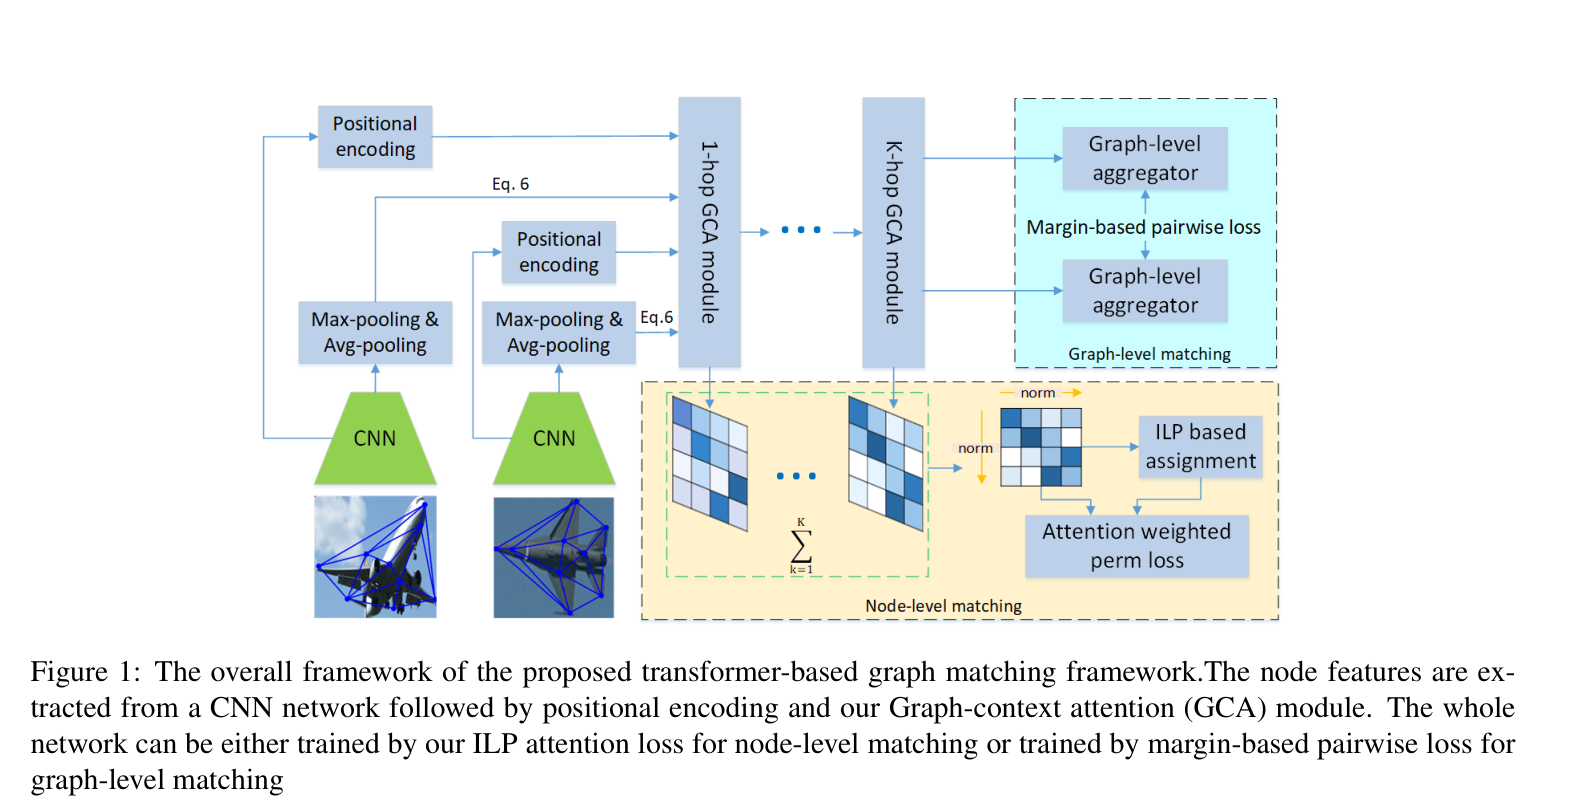 Positional
encoding
Eq. 6
Positional
encoding
Max-pooling &
Avg-pooling
Max-pooling &
Avg-pooling
Eq.6
CNN
CNN
1-hop GCA module
K-hop GCA module
Graph-level
aggregator
Margin-based pairwise loss
Graph-level
aggregator
Graph-level matching
K
∑
k=1
norm
norm
ILP based
assignment
Attention weighted
perm loss
Node-level matching
Figure 1: The overall framework of the proposed transformer-based graph matching framework.The node features are ex-
tracted from a CNN network followed by positional encoding and our Graph-context attention (GCA) module. The whole
network can be either trained by our ILP attention loss for node-level matching or trained by margin-based pairwise loss for
graph-level matching